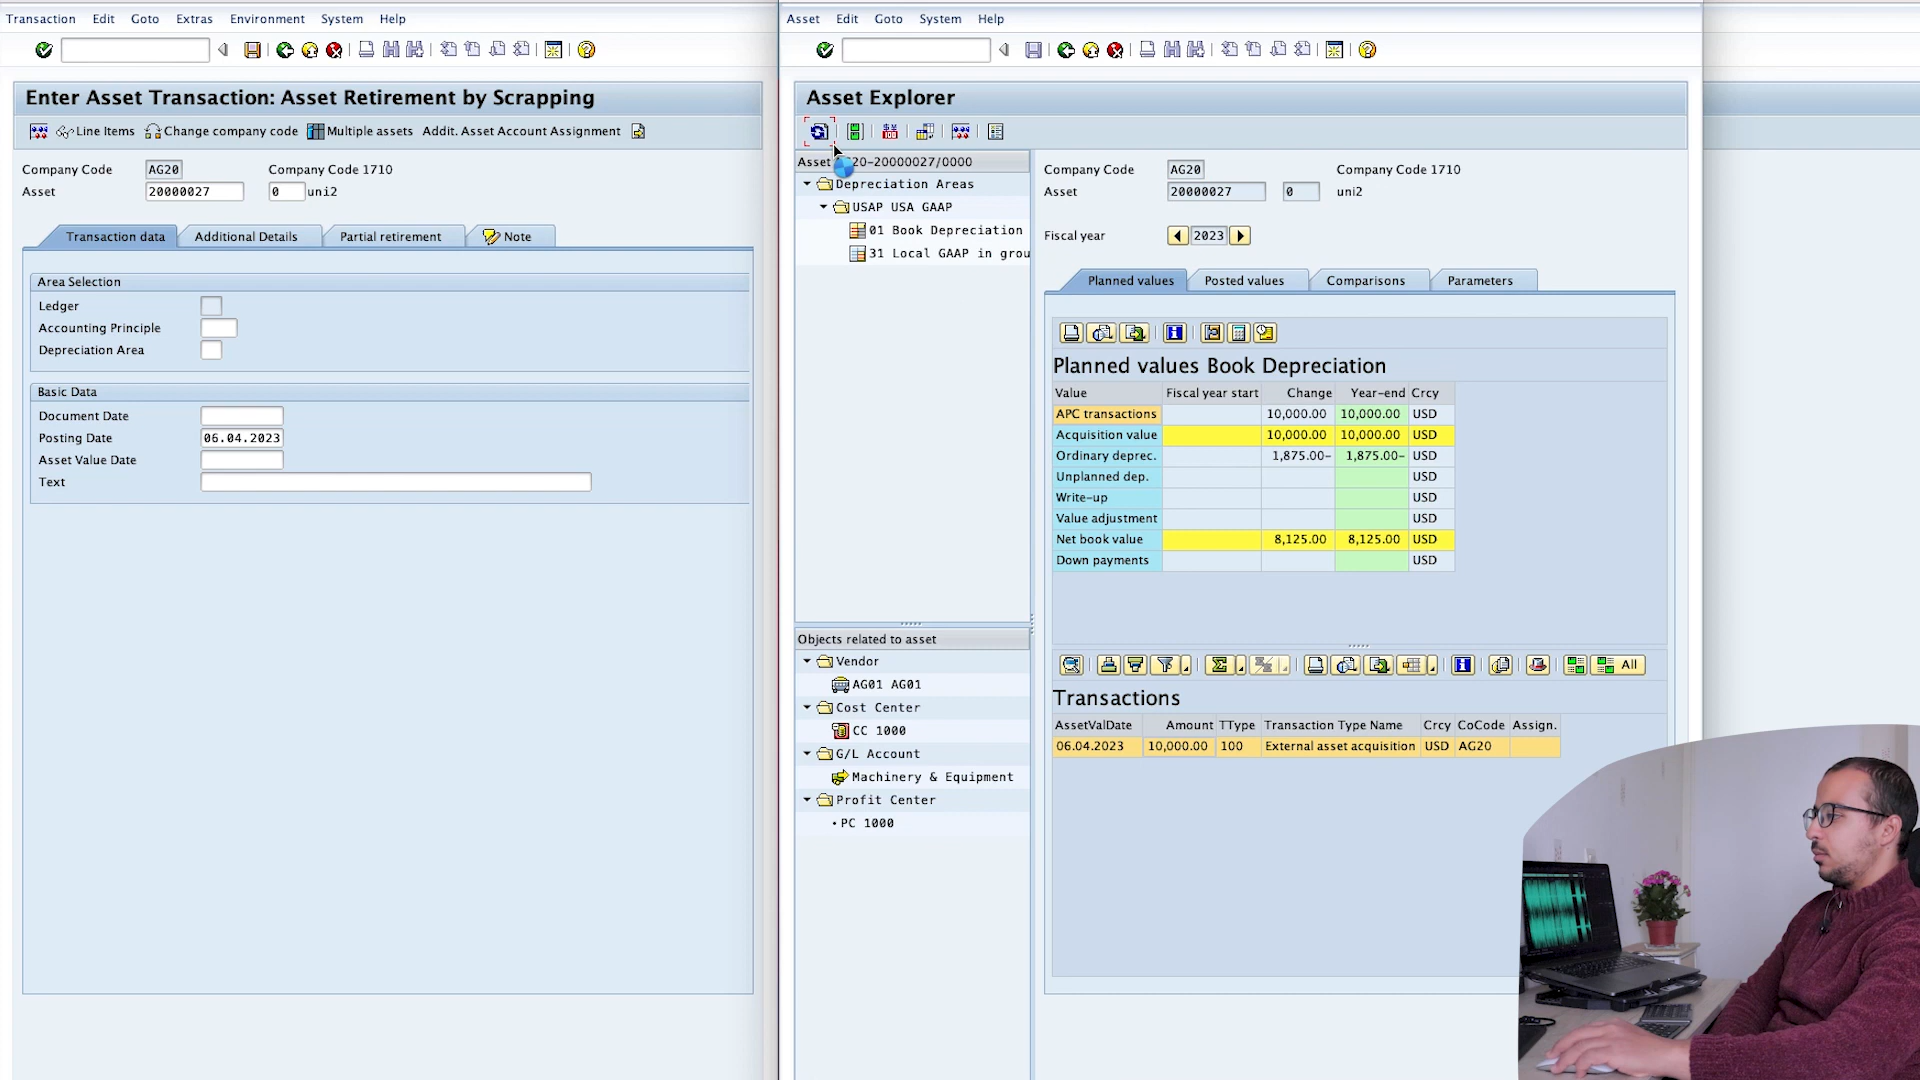 Transaction Edit Goto Extras Environment System Help
Enter Asset Transaction: Asset Retirement by Scrapping
Line Items Change company code Multiple assets Addit. Asset Account Assignment
Company Code AG20 Company Code 1710
Asset 20000027 0 uni2
Transaction data Additional Details Partial retirement Note
Area Selection
Ledger
Accounting Principle
Depreciation Area
Basic Data
Document Date
Posting Date 06.04.2023
Asset Value Date
Text
Asset Edit Goto System Help
Asset Explorer
Asset 20-20000027/0000
Depreciation Areas
USAP USA GAAP
01 Book Depreciation
31 Local GAAP in grou
Objects related to asset
Vendor
AG01 AG01
Cost Center
CC 1000
G/L Account
Machinery & Equipment
Profit Center
• PC 1000
Company Code AG20 Company Code 1710
Asset 20000027 0 uni2
Fiscal year 2023
Planned values Posted values Comparisons Parameters
Planned values Book Depreciation
Value Fiscal year start Change Year-end Crcy
APC transactions 10,000.00 10,000.00 USD
Acquisition value 10,000.00 10,000.00 USD
Ordinary deprec. 1,875.00- 1,875.00- USD
Unplanned dep. USD
Write-up USD
Value adjustment USD
Net book value 8,125.00 8,125.00 USD
Down payments USD
All
Transactions
AssetValDate Amount TType Transaction Type Name Crcy CoCode Assign.
06.04.2023 10,000.00 100 External asset acquisition USD AG20